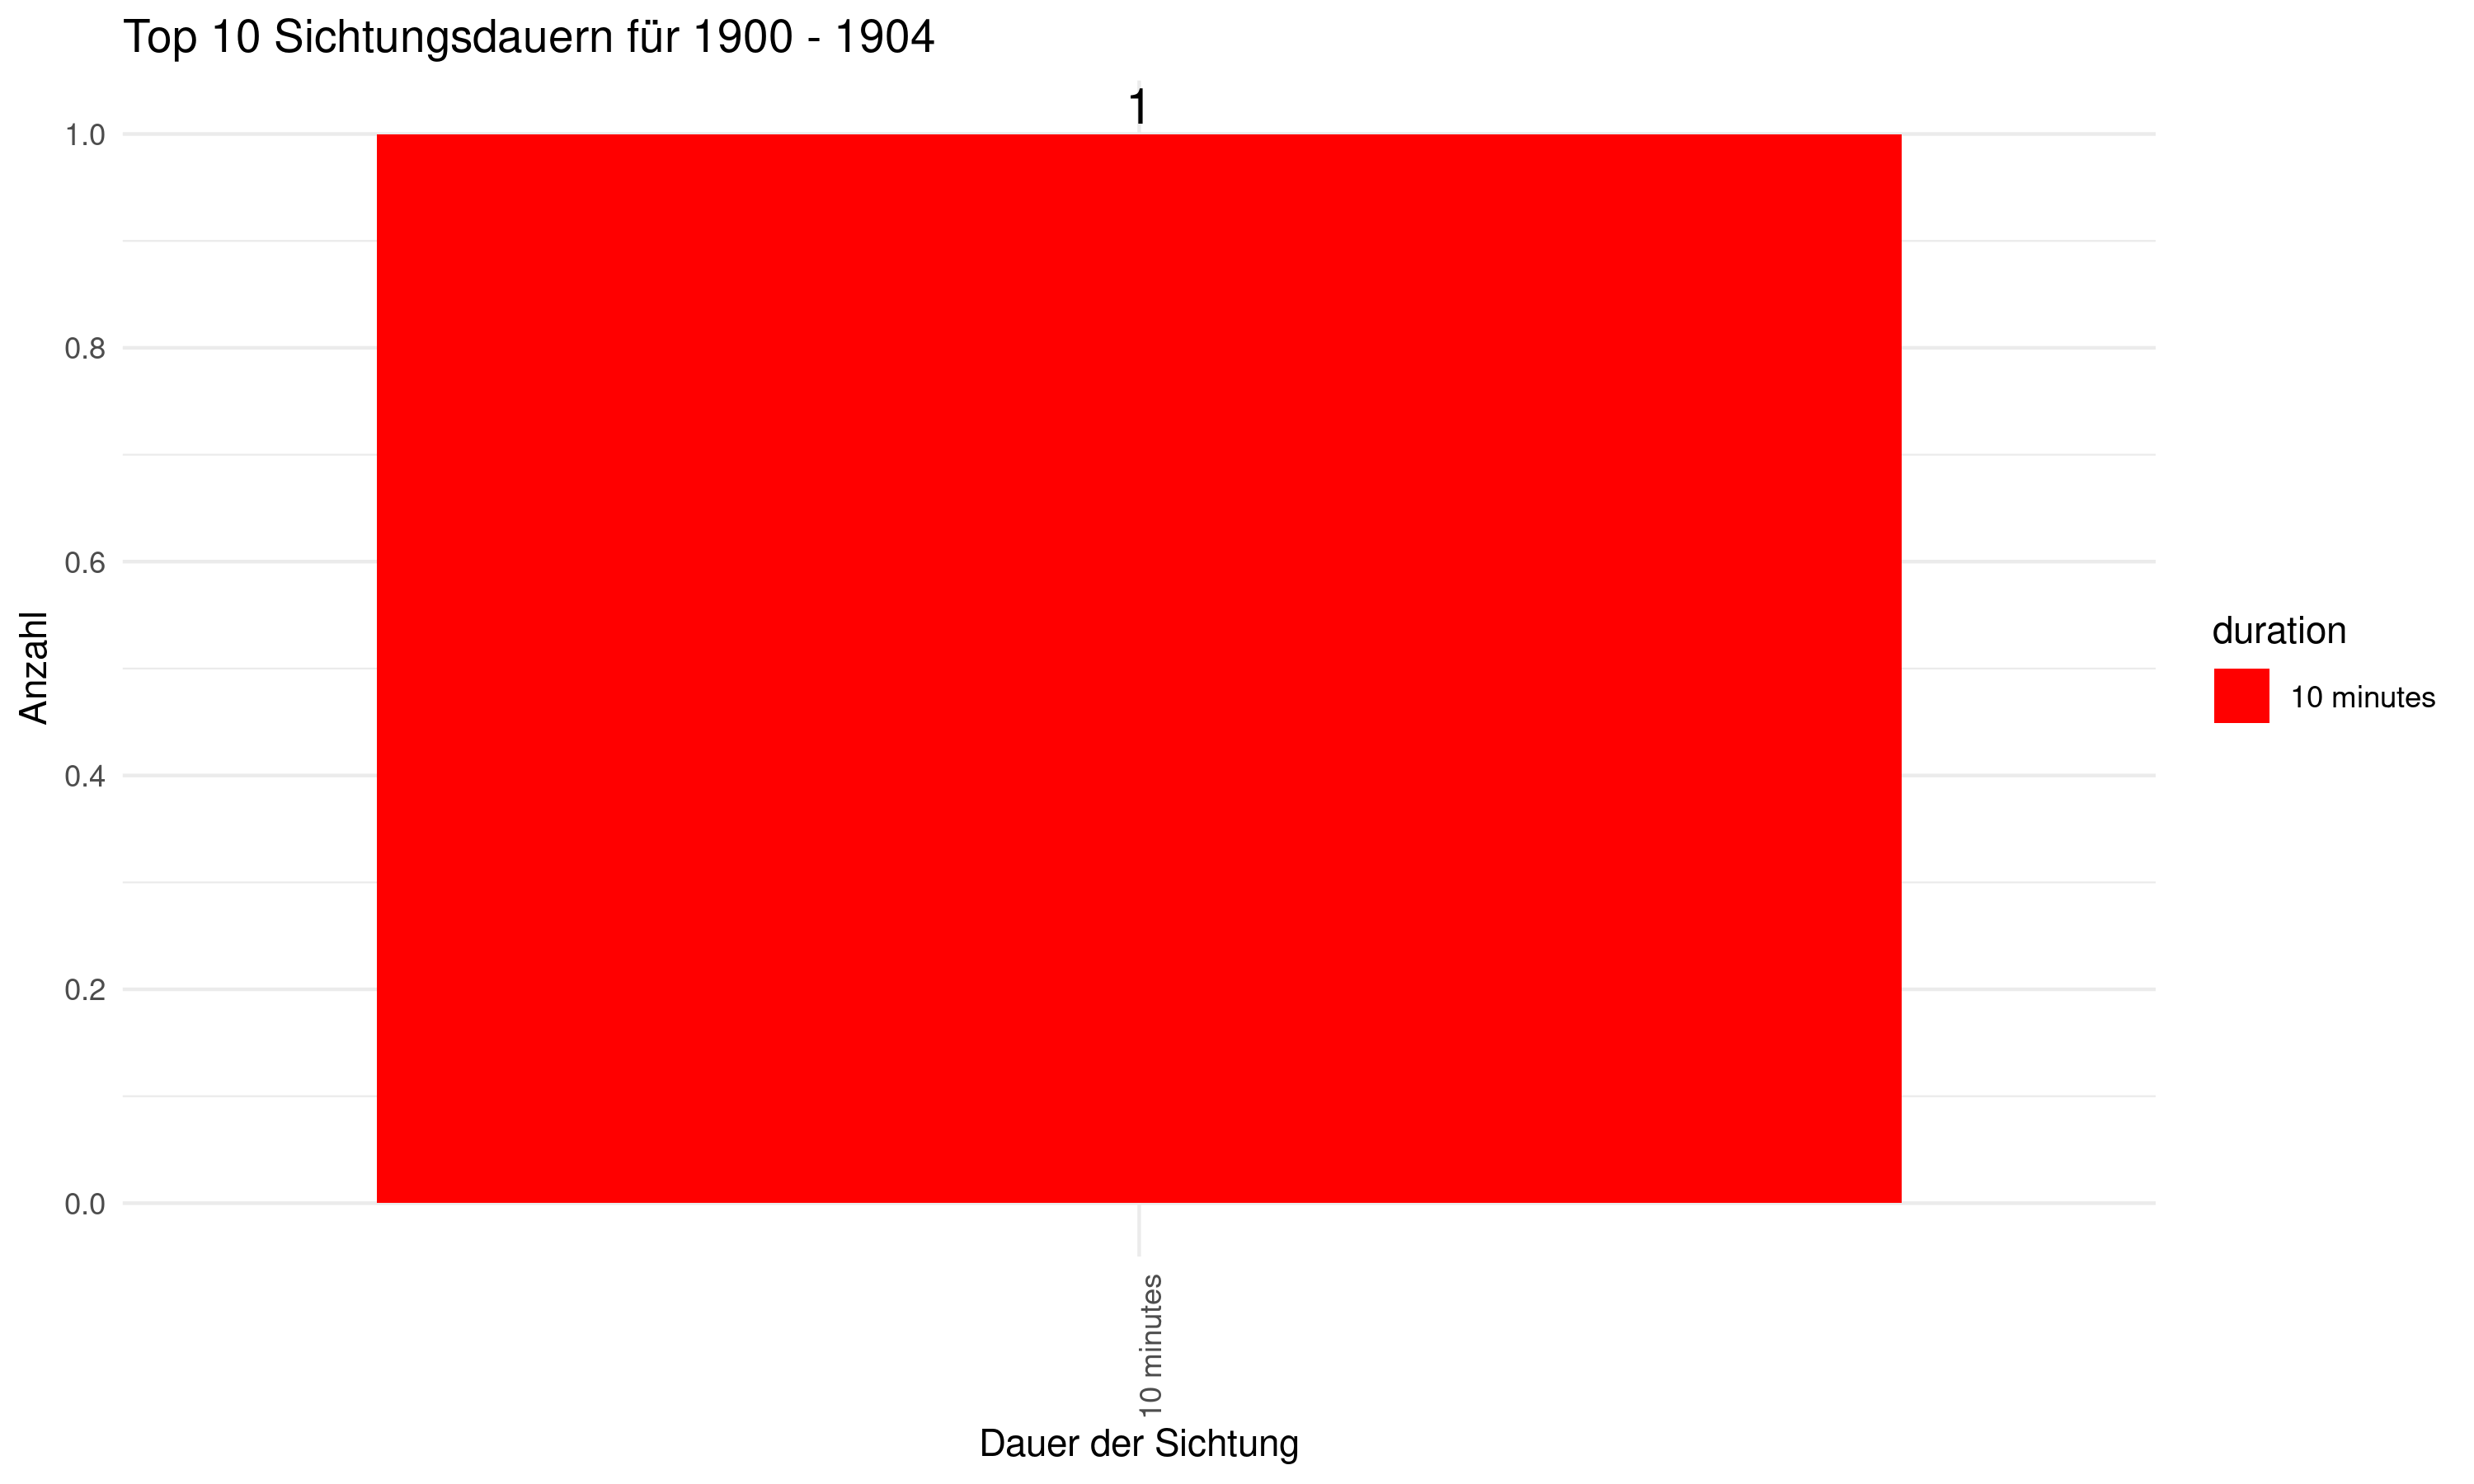 Top 10 Sichtungsdauern für 1900 - 1904
1
1.0
0.8
0.6
0.4
0.2
0.0
Anzahl
10 minutes
Dauer der Sichtung
duration
10 minutes